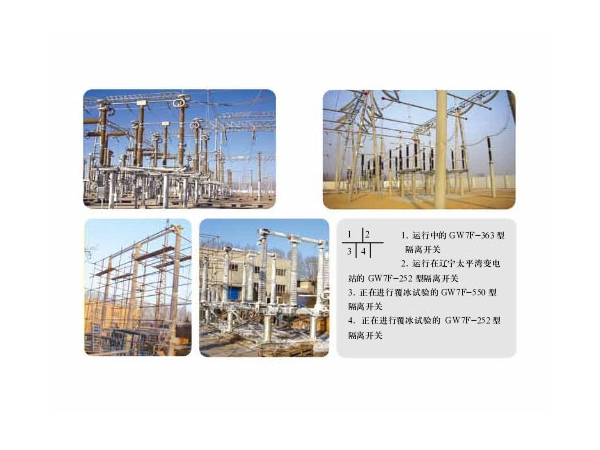 1 2
3 4
1. 运行中的 GW7F-363 型
隔离开关
2. 运行在辽宁太平湾变电
站的 GW7F-252 型隔离开关
3. 正在进行覆冰试验的 GW7F-550 型
隔离开关
4. 正在进行覆冰试验的 GW7F-252 型
隔离开关